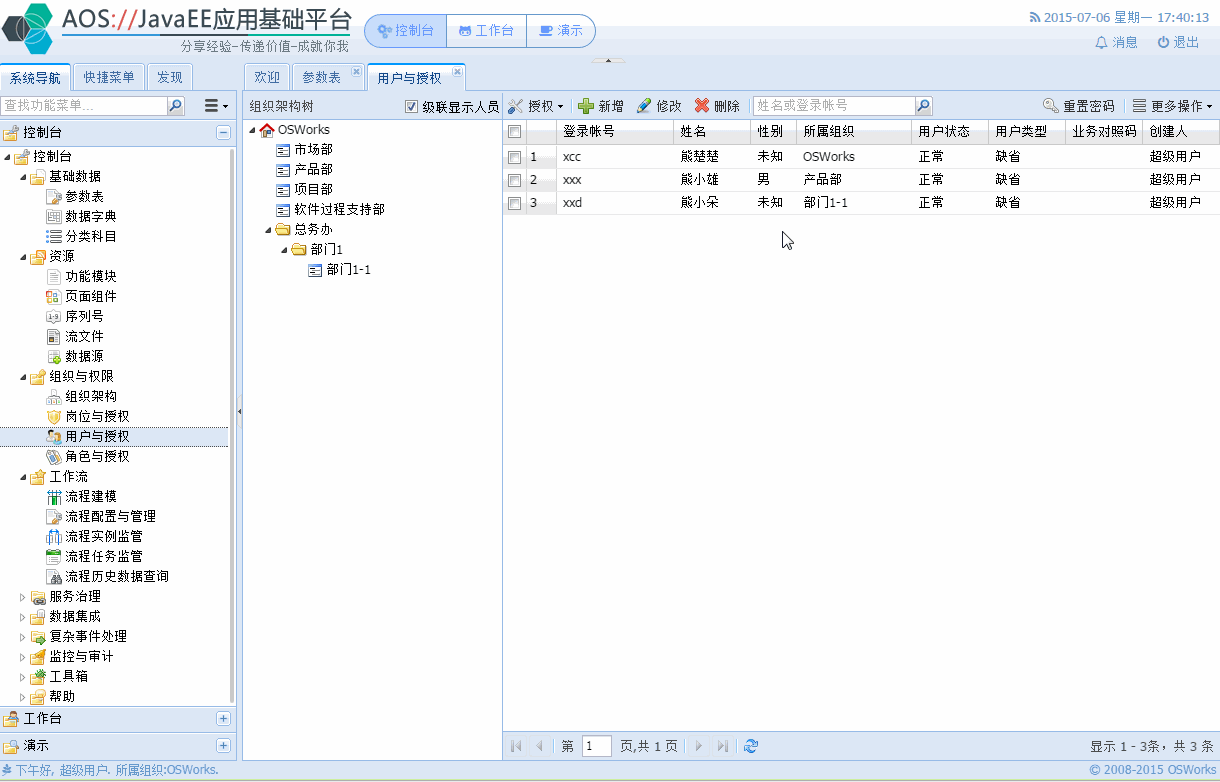 AOS://JavaEE应用基础平台
分享经验-传递价值-成就你我
控制台 工作台 演示
2015-07-06 星期一 17:40:13
消息 退出
系统导航 快捷菜单 发现
欢迎 参数表 用户与授权
查找功能菜单...
组织架构树 级联显示人员
授权 新增 修改 删除 姓名或登录帐号 重置密码 更多操作
控制台
控制台
基础数据
参数表
数据字典
分类科目
资源
功能模块
页面组件
序列号
流文件
数据源
组织与权限
组织架构
岗位与授权
用户与授权
角色与授权
工作流
流程建模
流程配置与管理
流程实例监管
流程任务监管
流程历史数据查询
服务治理
数据集成
复杂事件处理
监控与审计
工具箱
帮助
工作台
演示
OSWorks
市场部
产品部
项目部
软件过程支持部
总务办
部门1
部门1-1
登录帐号 姓名 性别 所属组织 用户状态 用户类型 业务对照码 创建人
1 xcc 熊楚楚 未知 OSWorks 正常 缺省 超级用户
2 xxx 熊小雄 男 产品部 正常 缺省 超级用户
3 xxd 熊小朵 未知 部门1-1 正常 缺省 超级用户
第 1 页,共 1 页
显示 1 - 3条，共 3 条
下午好, 超级用户. 所属组织:OSWorks.
© 2008-2015 OSWorks